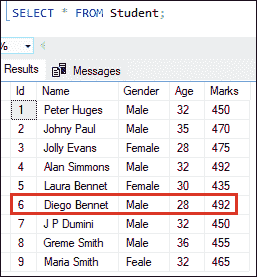 SELECT * FROM Student;
%
Results Messages
Id Name Gender Age Marks
1 Peter Huges Male 32 450
2 Johny Paul Male 35 470
3 Jolly Evans Female 28 475
4 Alan Simmons Male 32 492
5 Laura Bennet Female 30 435
6 Diego Bennet Male 28 492
7 J P Dumini Male 32 450
8 Greme Smith Male 36 455
9 Maria Smith Feale 32 465